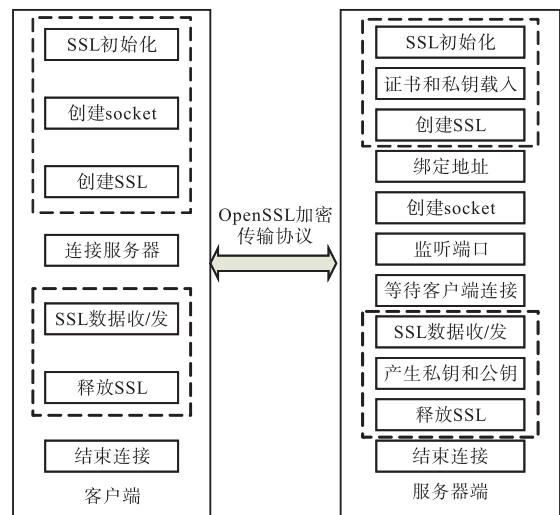 SSL初始化
创建socket
创建SSL
连接服务器
SSL数据收/发
释放SSL
结束连接
客户端
OpenSSL加密
传输协议
SSL初始化
证书和私钥载入
创建SSL
绑定地址
创建socket
监听端口
等待客户端连接
SSL数据收/发
产生私钥和公钥
释放SSL
结束连接
服务器端